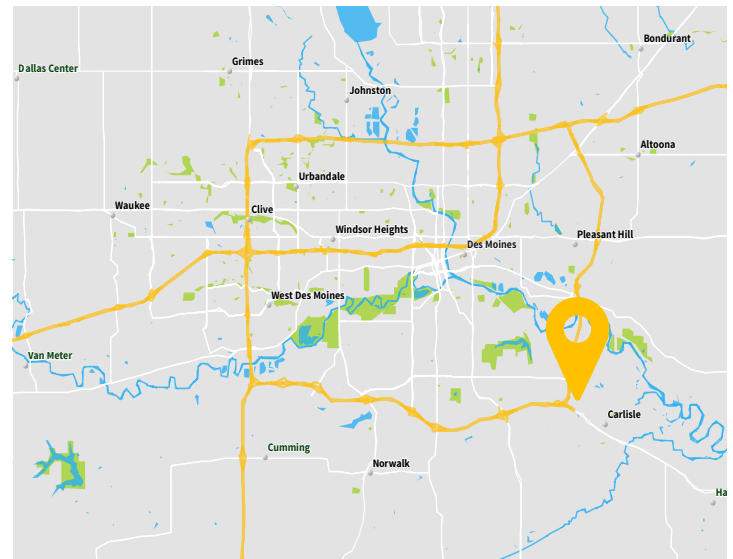 Bondurant
Grimes
Dallas Center
Johnston
Altoona
Urbandale
Waukee
Clive
Windsor Heights
Pleasant Hill
Des Moines
West Des Moines
Van Meter
Carlisle
Cumming
Norwalk
Ha